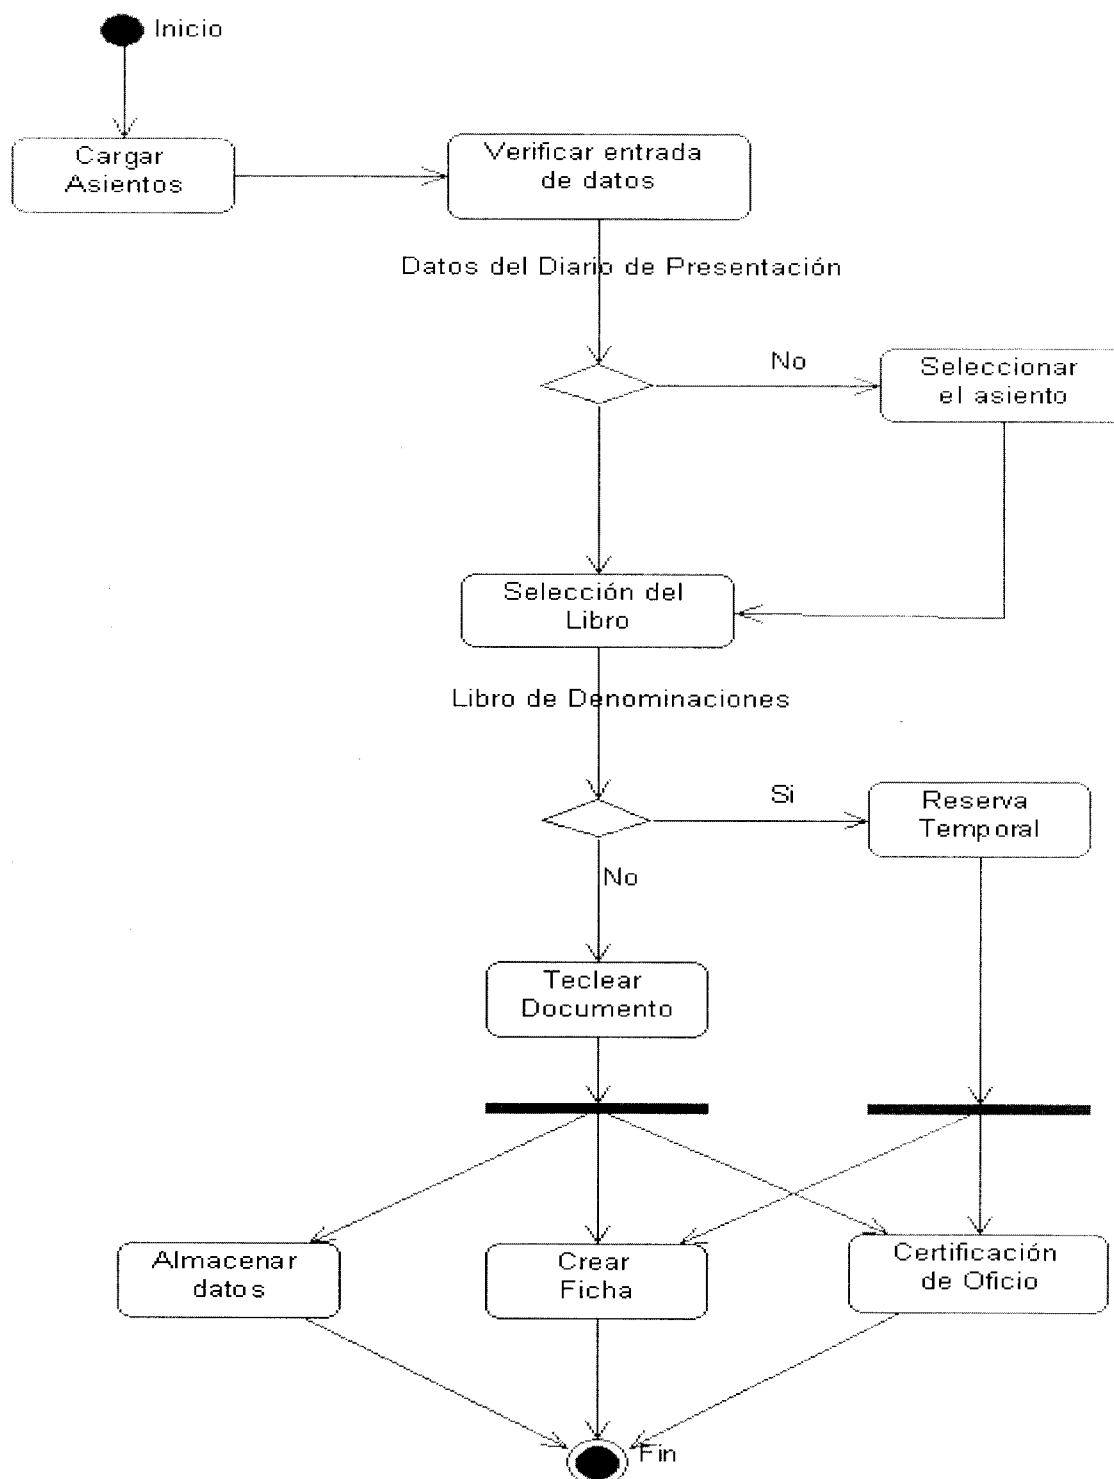 Inicio
Cargar
Asientos
Verificar entrada
de datos
Datos del Diario de Presentación
No
Seleccionar
el asiento
Selección del
Libro
Libro de Denominaciones
Si
Reserva
Temporal
No
Teclear
Documento
Almacenar
datos
Crear
Ficha
Certificación
de Oficio
Fin